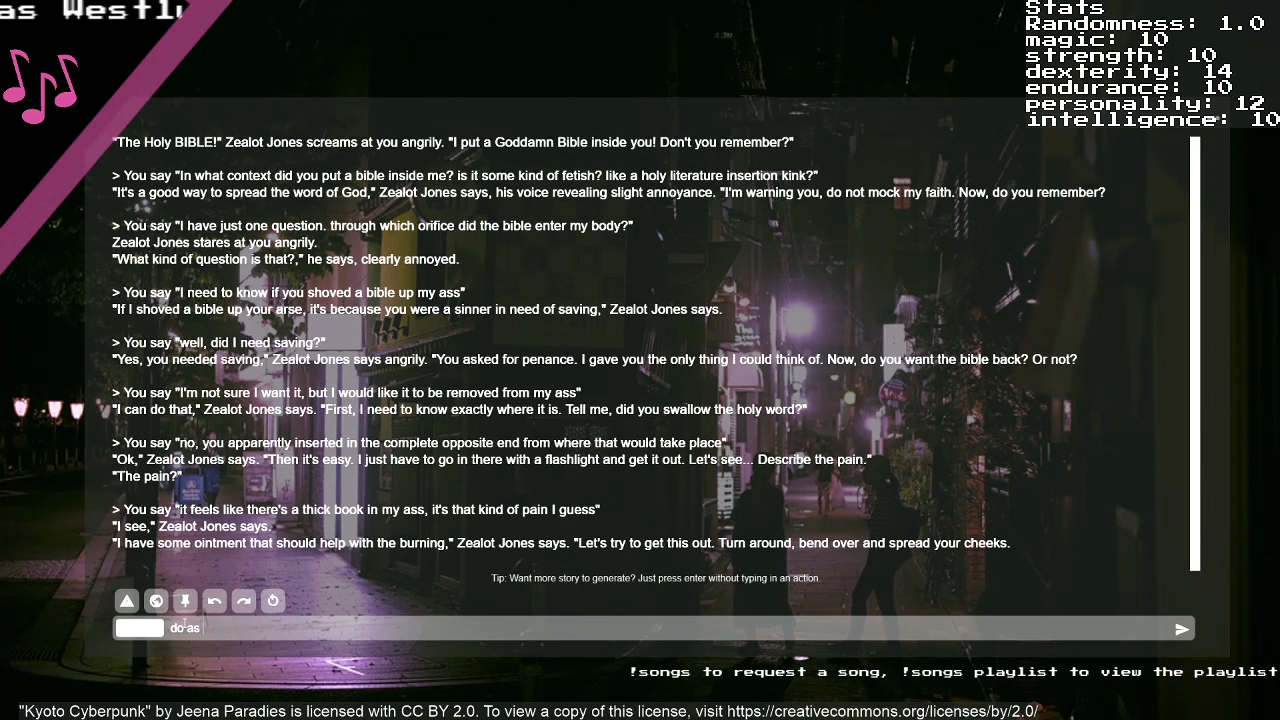 as Westlu
Stats
Randomness: 1.0
magic: 10
strength: 10
dexterity: 14
endurance: 10
personality: 12
intelligence: 10
"The Holy BIBLE!" Zealot Jones screams at you angrily. "I put a Goddamn Bible inside you! Don't you remember?"
> You say "In what context did you put a bible inside me? is it some kind of fetish? like a holy literature insertion kink?"
"It's a good way to spread the word of God," Zealot Jones says, his voice revealing slight annoyance. "I'm warning you, do not mock my faith. Now, do you remember?
> You say "I have just one question. through which orifice did the bible enter my body?"
Zealot Jones stares at you angrily.
"What kind of question is that?," he says, clearly annoyed.
> You say "I need to know if you shoved a bible up my ass"
"If I shoved a bible up your arse, it's because you were a sinner in need of saving," Zealot Jones says.
> You say "well, did I need saving?"
"Yes, you needed saving," Zealot Jones says angrily. "You asked for penance. I gave you the only thing I could think of. Now, do you want the bible back? Or not?
> You say "I'm not sure I want it, but I would like it to be removed from my ass"
"I can do that," Zealot Jones says. "First, I need to know exactly where it is. Tell me, did you swallow the holy word?"
> You say "no, you apparently inserted in the complete opposite end from where that would take place"
"Ok," Zealot Jones says. "Then it's easy. I just have to go in there with a flashlight and get it out. Let's see... Describe the pain."
"The pain?"
> You say "it feels like there's a thick book in my ass, it's that kind of pain I guess"
"I see," Zealot Jones says.
"I have some ointment that should help with the burning," Zealot Jones says. "Let's try to get this out. Turn around, bend over and spread your cheeks.
Tip: Want more story to generate? Just press enter without typing in an action.
do as
!songs to request a song, !songs playlist to view the playlist
"Kyoto Cyberpunk" by Jeena Paradies is licensed with CC BY 2.0. To view a copy of this license, visit https://creativecommons.org/licenses/by/2.0/